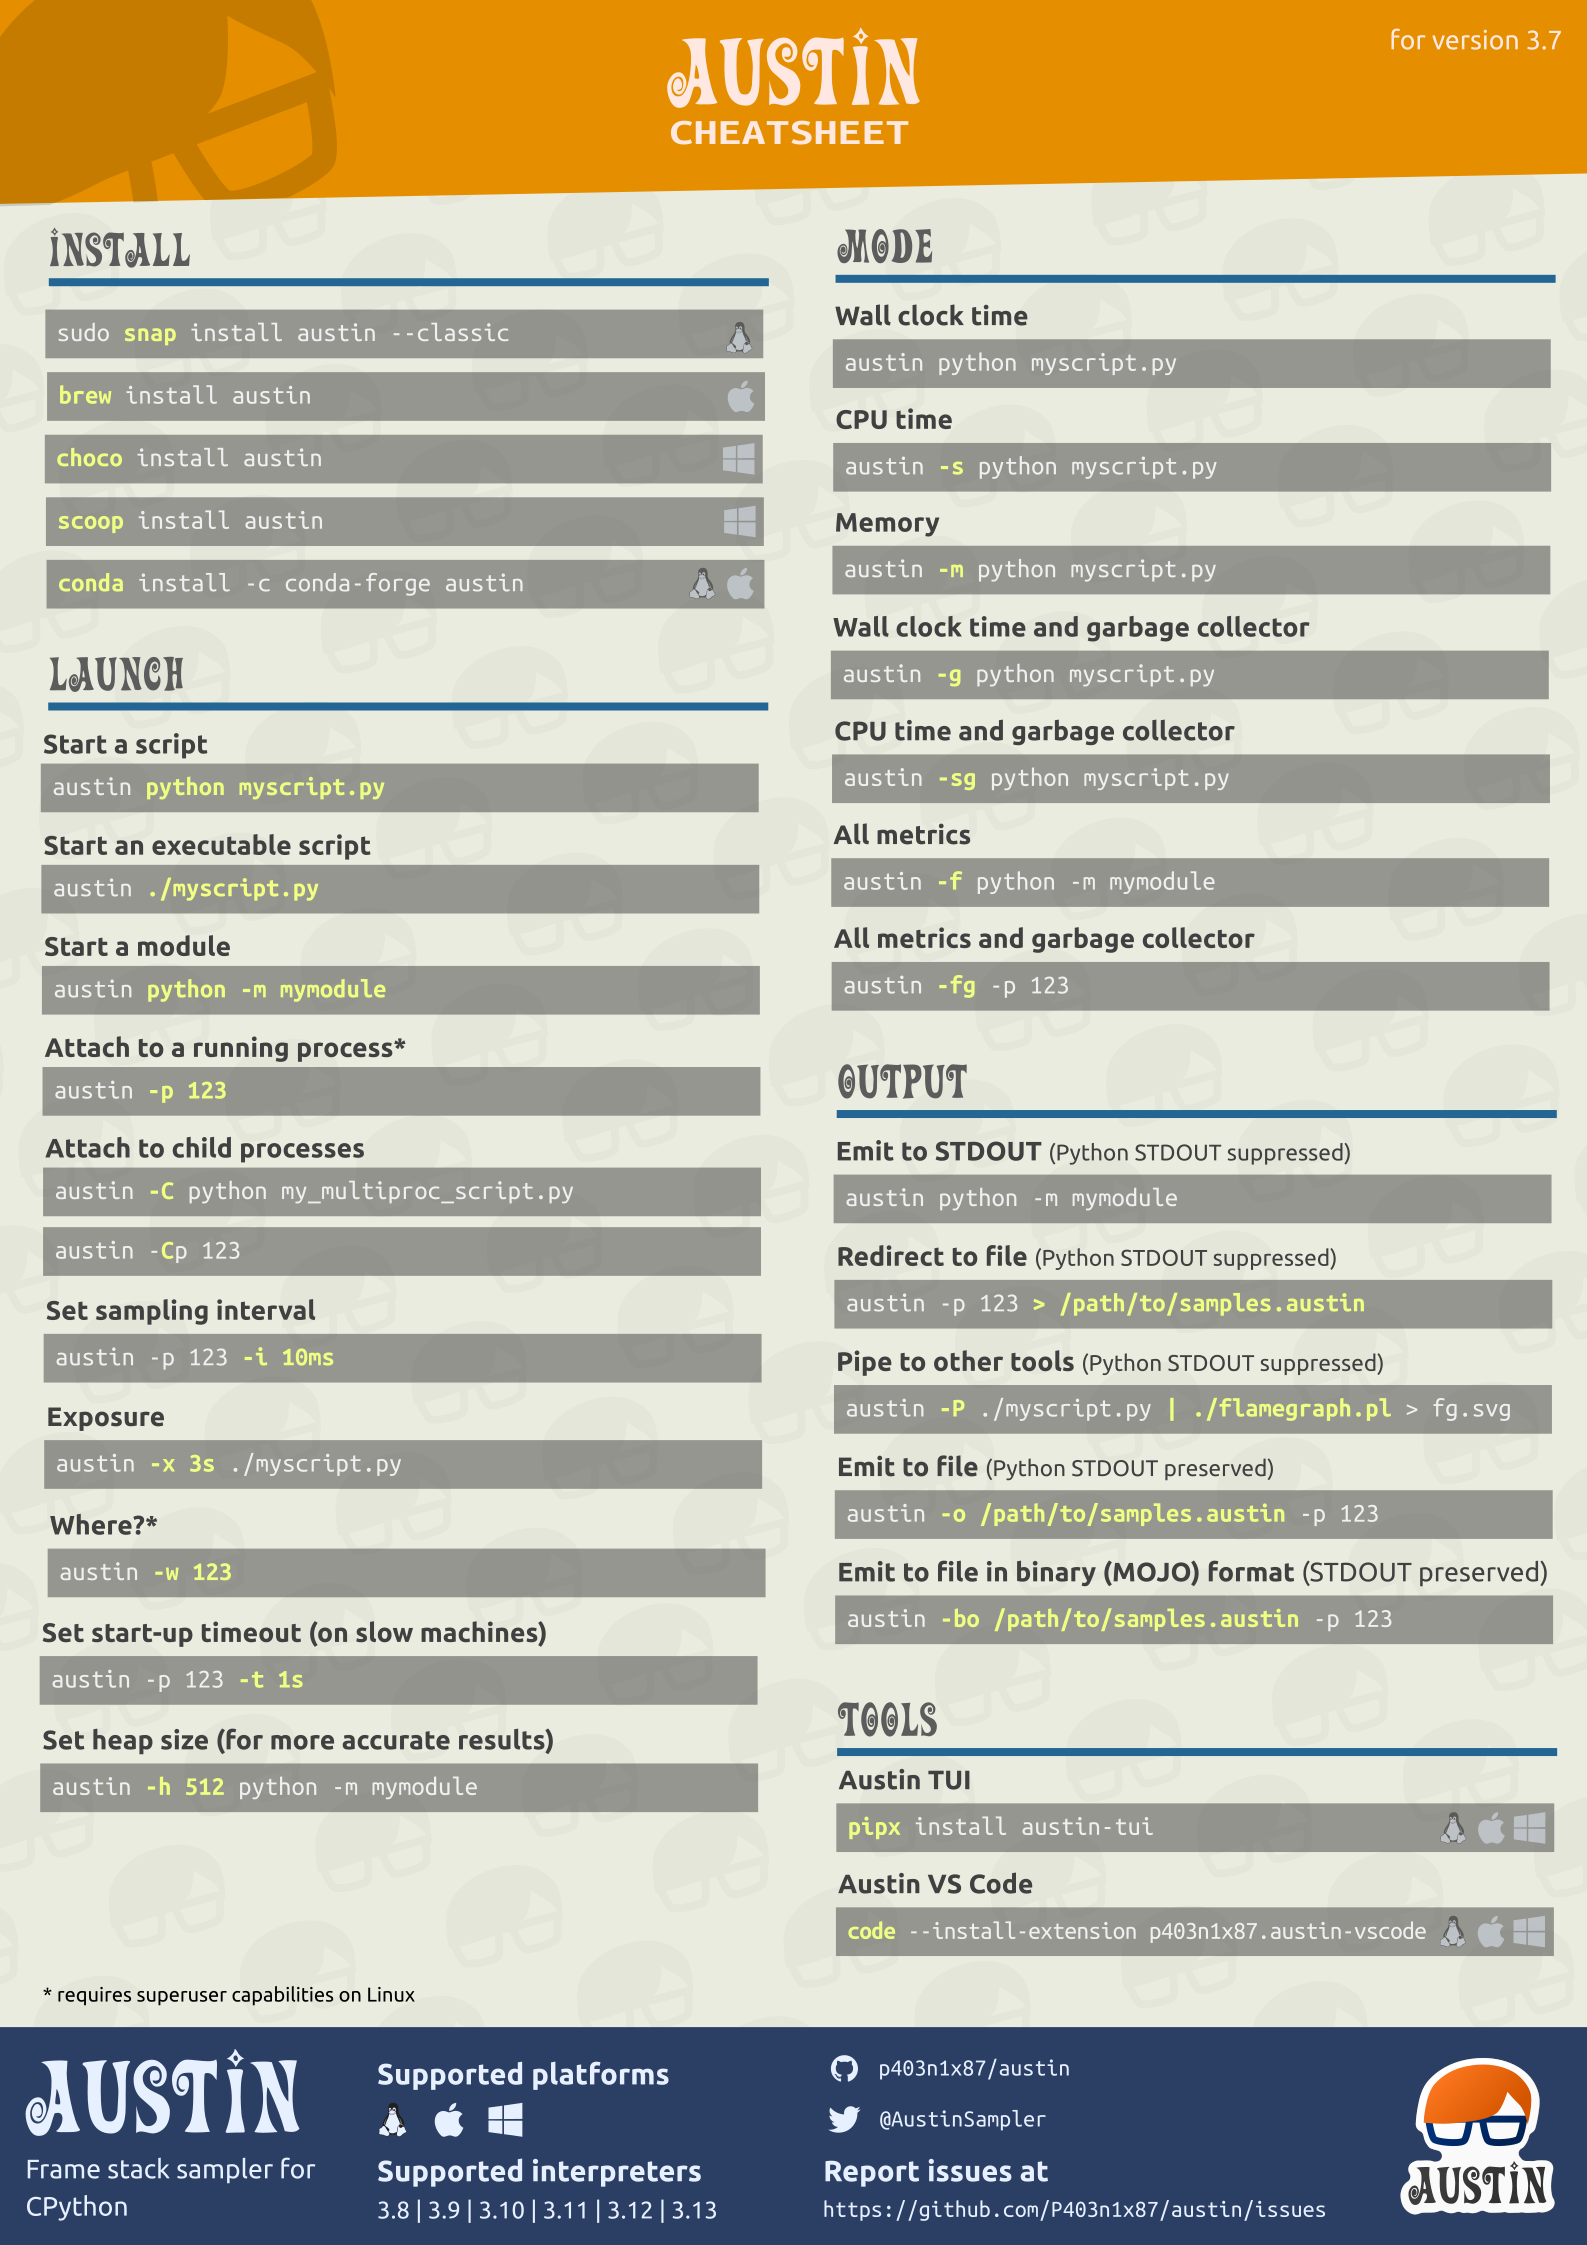 AUSTIN
CHEATSHEET
for version 3.7
INSTALL
sudo snap install austin --classic
brew install austin
choco install austin
scoop install austin
conda install -c conda-forge austin
LAUNCH
Start a script
austin python myscript.py
Start an executable script
austin ./myscript.py
Start a module
austin python -m mymodule
Attach to a running process*
austin -p 123
Attach to child processes
austin -C python my_multiproc_script.py
austin -Cp 123
Set sampling interval
austin -p 123 -i 10ms
Exposure
austin -x 3s ./myscript.py
Where?*
austin -w 123
Set start-up timeout (on slow machines)
austin -p 123 -t 1s
Set heap size (for more accurate results)
austin -h 512 python -m mymodule
* requires superuser capabilities on Linux
MODE
Wall clock time
austin python myscript.py
CPU time
austin -s python myscript.py
Memory
austin -m python myscript.py
Wall clock time and garbage collector
austin -g python myscript.py
CPU time and garbage collector
austin -sg python myscript.py
All metrics
austin -f python -m mymodule
All metrics and garbage collector
austin -fg -p 123
OUTPUT
Emit to STDOUT (Python STDOUT suppressed)
austin python -m mymodule
Redirect to file (Python STDOUT suppressed)
austin -p 123 > /path/to/samples.austin
Pipe to other tools (Python STDOUT suppressed)
austin -P ./myscript.py | ./flamegraph.pl > fg.svg
Emit to file (Python STDOUT preserved)
austin -o /path/to/samples.austin -p 123
Emit to file in binary (MOJO) format (STDOUT preserved)
austin -bo /path/to/samples.austin -p 123
TOOLS
Austin TUI
pipx install austin-tui
Austin VS Code
code --install-extension p403n1x87.austin-vscode
AUSTIN
Frame stack sampler for
CPython
Supported platforms
Supported interpreters
3.8 | 3.9 | 3.10 | 3.11 | 3.12 | 3.13
p403n1x87/austin
@AustinSampler
Report issues at
https://github.com/P403n1x87/austin/issues
AUSTIN